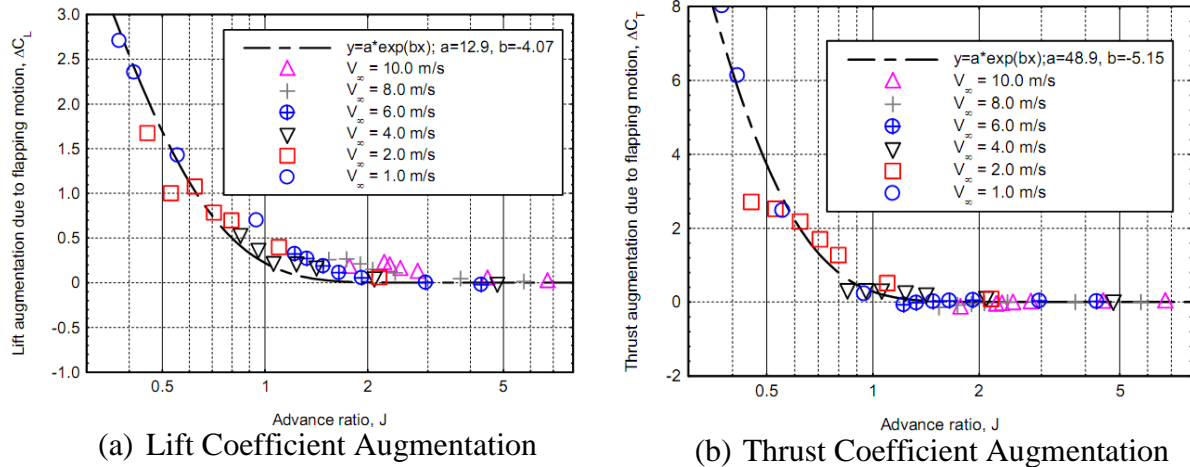 Lift augmentation due to flapping motion, ΔC_L
3.0
2.5
2.0
1.5
1.0
0.5
0
-0.5
-1.0
y=a*exp(bx); a=12.9, b=-4.07
V∞ = 10.0 m/s
V∞ = 8.0 m/s
V∞ = 6.0 m/s
V∞ = 4.0 m/s
V∞ = 2.0 m/s
V∞ = 1.0 m/s
0.5 1 2 5
Advance ratio, J
(a) Lift Coefficient Augmentation
Thrust augmentation due to flapping motion, ΔC_T
8
6
4
2
0
-2
y=a*exp(bx);a=48.9, b=-5.15
V∞ = 10.0 m/s
V∞ = 8.0 m/s
V∞ = 6.0 m/s
V∞ = 4.0 m/s
V∞ = 2.0 m/s
V∞ = 1.0 m/s
0.5 1 2 5
Advance ratio, J
(b) Thrust Coefficient Augmentation